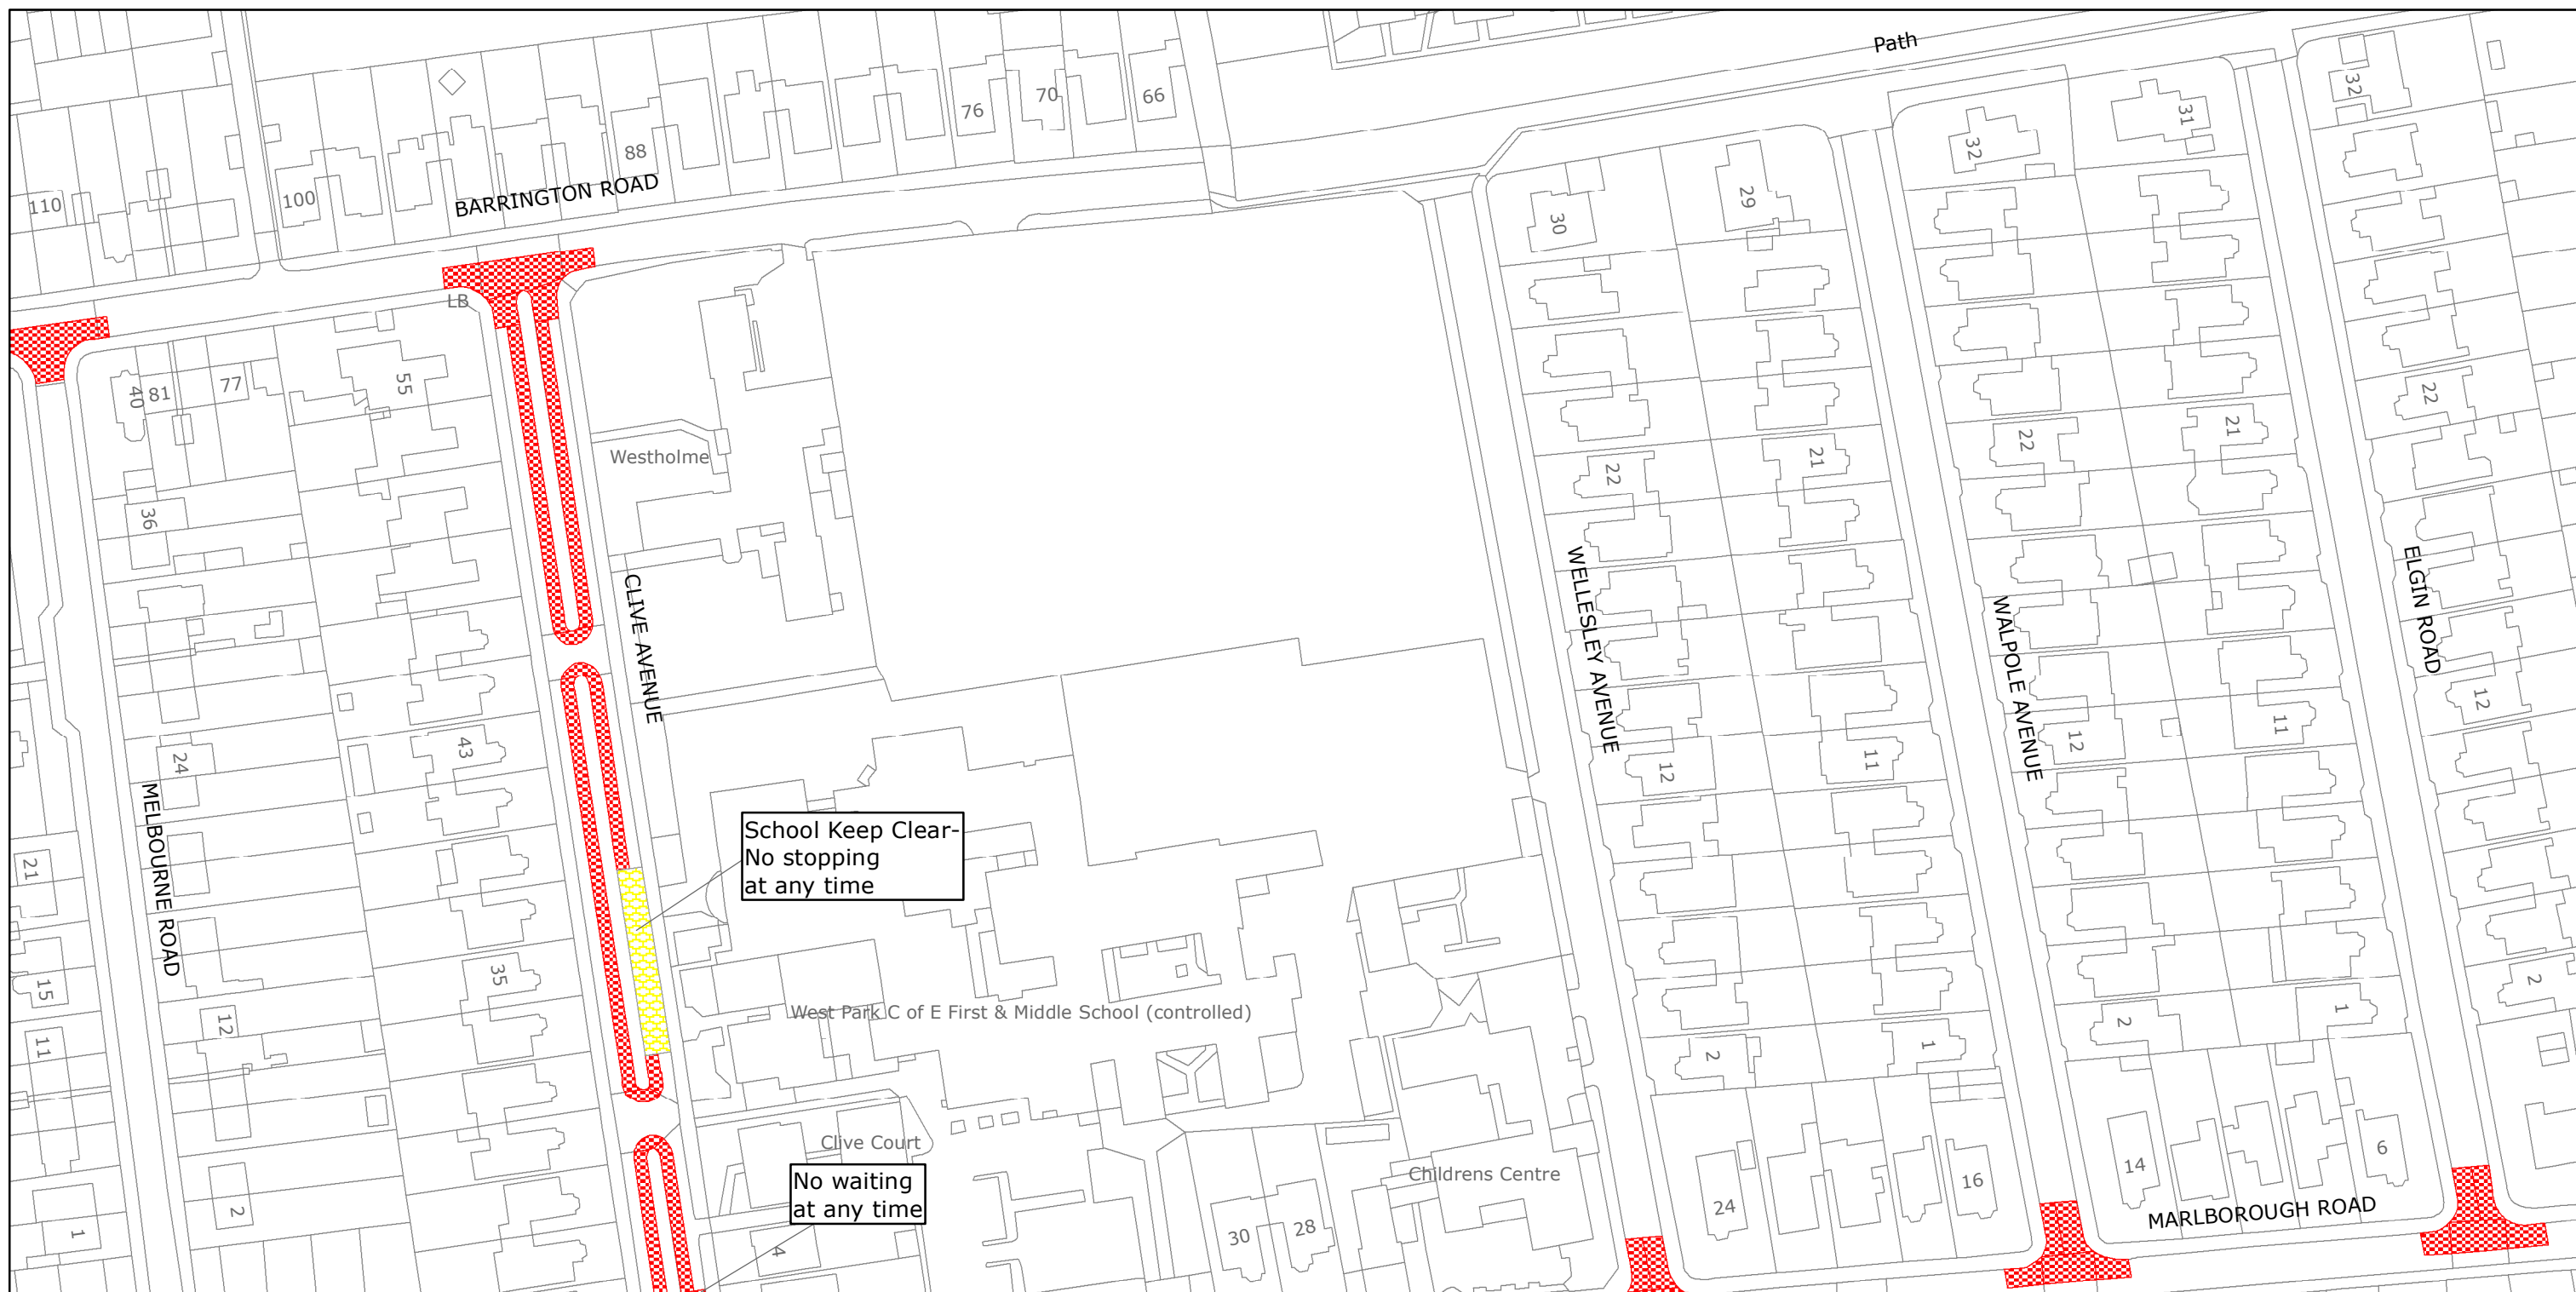 Path
32
31
32
76
70
66
88
100
110
BARRINGTON ROAD
30
29
LB
55
77
81
40
22
21
22
21
22
Westholme
36
CLIVE AVENUE
WELLESLEY AVENUE
WALPOLE AVENUE
ELGIN ROAD
24
43
12
11
12
11
12
MELBOURNE ROAD
School Keep Clear-
No stopping
at any time
21
15
35
12
11
West Park C of E First & Middle School (controlled)
2
1
2
1
2
Clive Court
No waiting
at any time
Childrens Centre
24
16
14
6
MARLBOROUGH ROAD
1
2
4
30
28